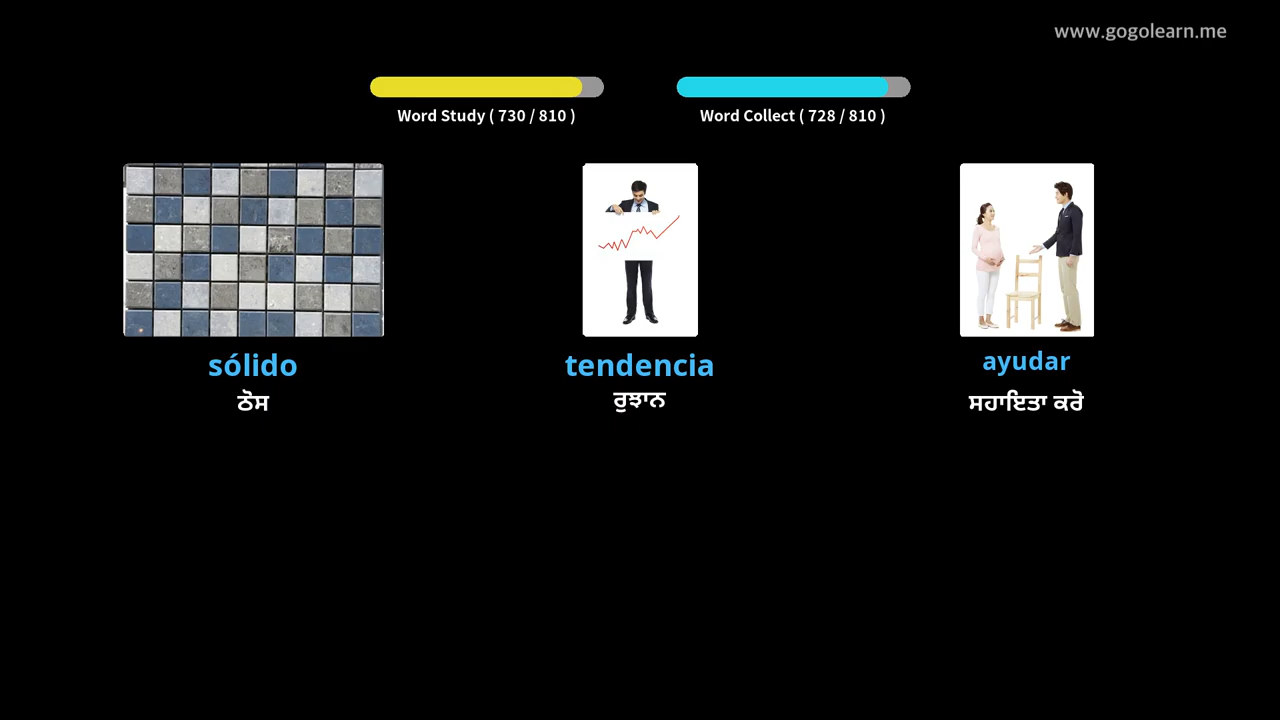 www.gogolearn.me
Word Study ( 730 / 810 )
Word Collect ( 728 / 810 )
sólido
ਠੋਸ
tendencia
ਰੁਝਾਨ
ayudar
ਸਹਾਇਤਾ ਕਰੋ